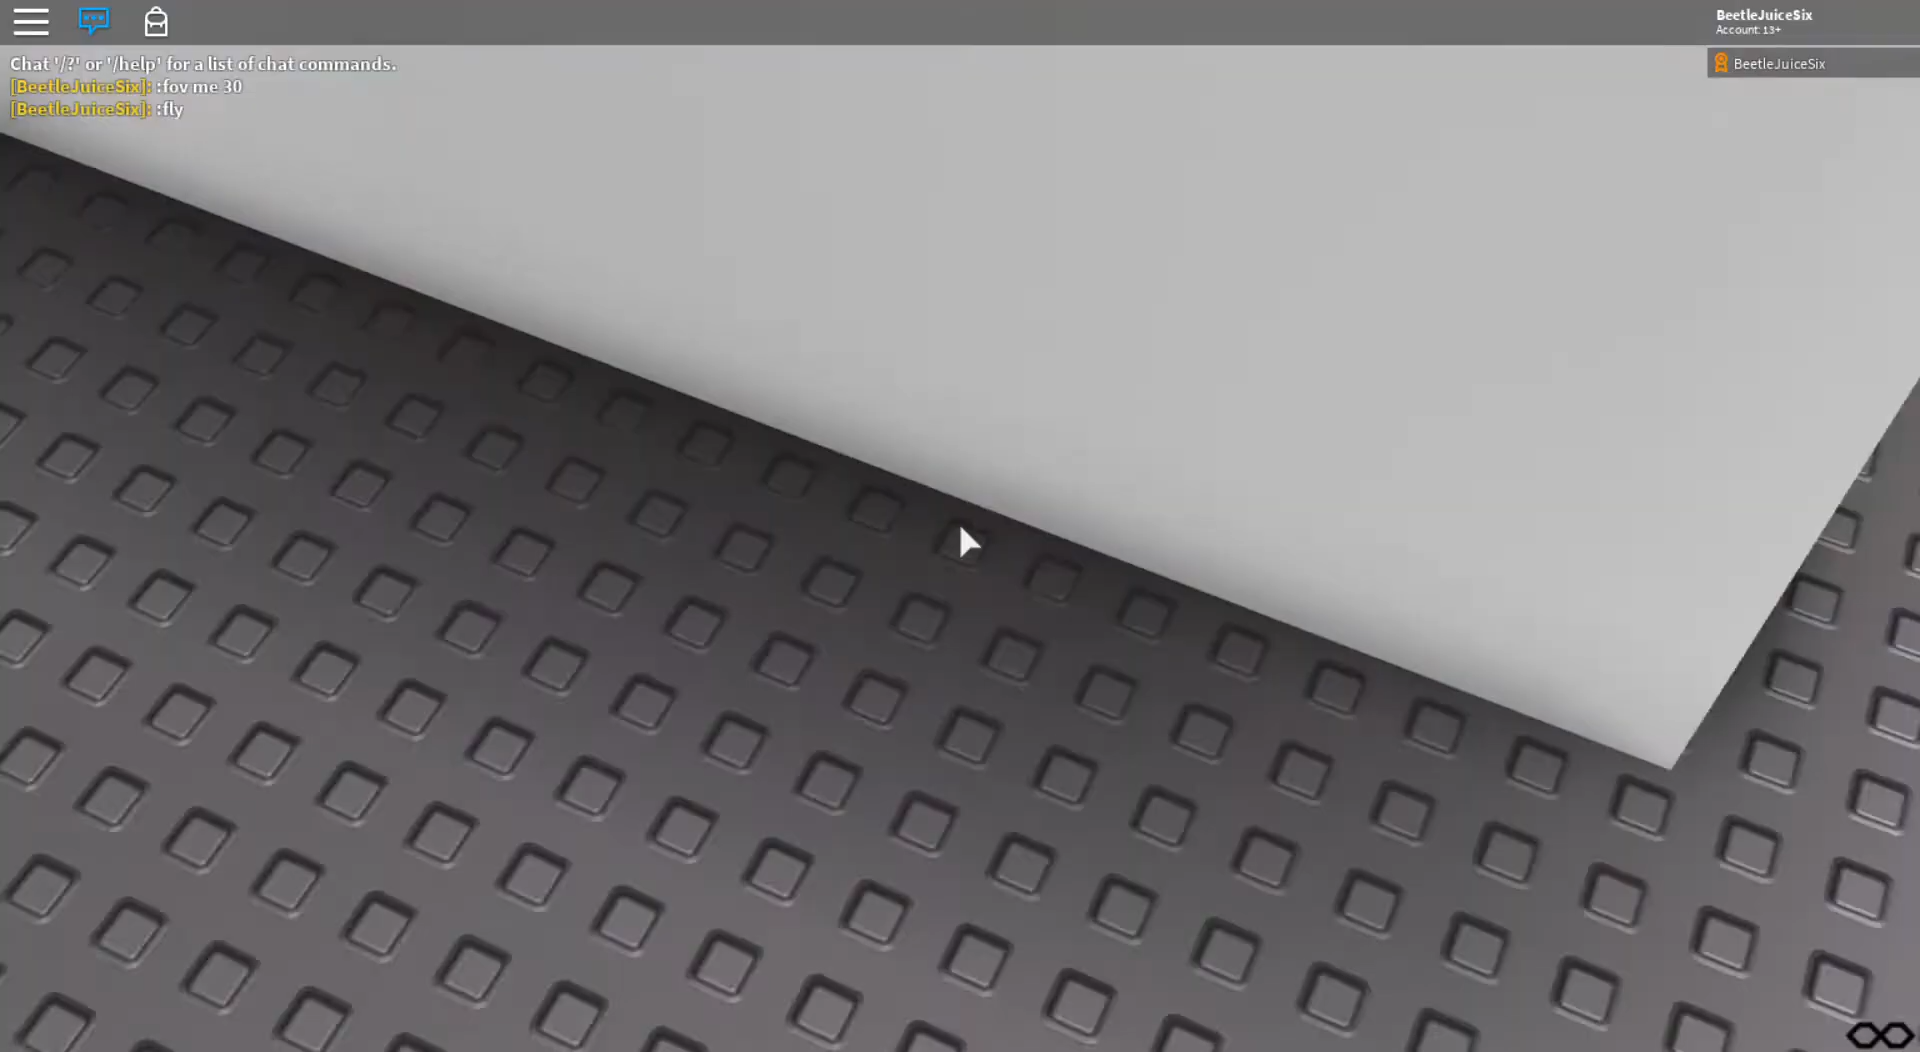 BeetleJuiceSix
Account: 13+
Chat '/?' or '/help' for a list of chat commands.
BeetleJuiceSix
[BeetleJuiceSix]: :fov me 30
[BeetleJuiceSix]: :fly